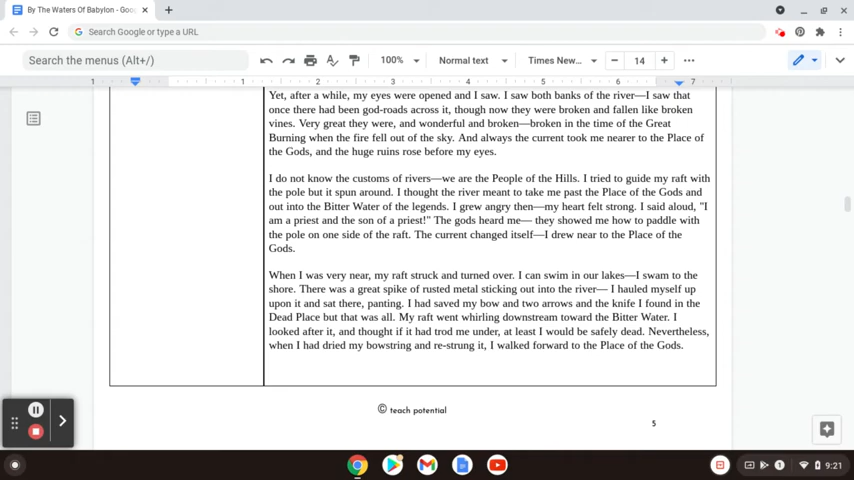 By The Waters Of Babylon - Goo
Search Google or type a URL
Search the menus (Alt+/)
100%
Normal text
Times New...
14
1 1 2 3 4 5 6 7
Yet, after a while, my eyes were opened and I saw. I saw both banks of the river—I saw that
once there had been god-roads across it, though now they were broken and fallen like broken
vines. Very great they were, and wonderful and broken—broken in the time of the Great
Burning when the fire fell out of the sky. And always the current took me nearer to the Place of
the Gods, and the huge ruins rose before my eyes.
I do not know the customs of rivers—we are the People of the Hills. I tried to guide my raft with
the pole but it spun around. I thought the river meant to take me past the Place of the Gods and
out into the Bitter Water of the legends. I grew angry then—my heart felt strong. I said aloud, "I
am a priest and the son of a priest!" The gods heard me— they showed me how to paddle with
the pole on one side of the raft. The current changed itself—I drew near to the Place of the
Gods.
When I was very near, my raft struck and turned over. I can swim in our lakes—I swam to the
shore. There was a great spike of rusted metal sticking out into the river— I hauled myself up
upon it and sat there, panting. I had saved my bow and two arrows and the knife I found in the
Dead Place but that was all. My raft went whirling downstream toward the Bitter Water. I
looked after it, and thought if it had trod me under, at least I would be safely dead. Nevertheless,
when I had dried my bowstring and re-strung it, I walked forward to the Place of the Gods.
© teach potential
5
1
9:21